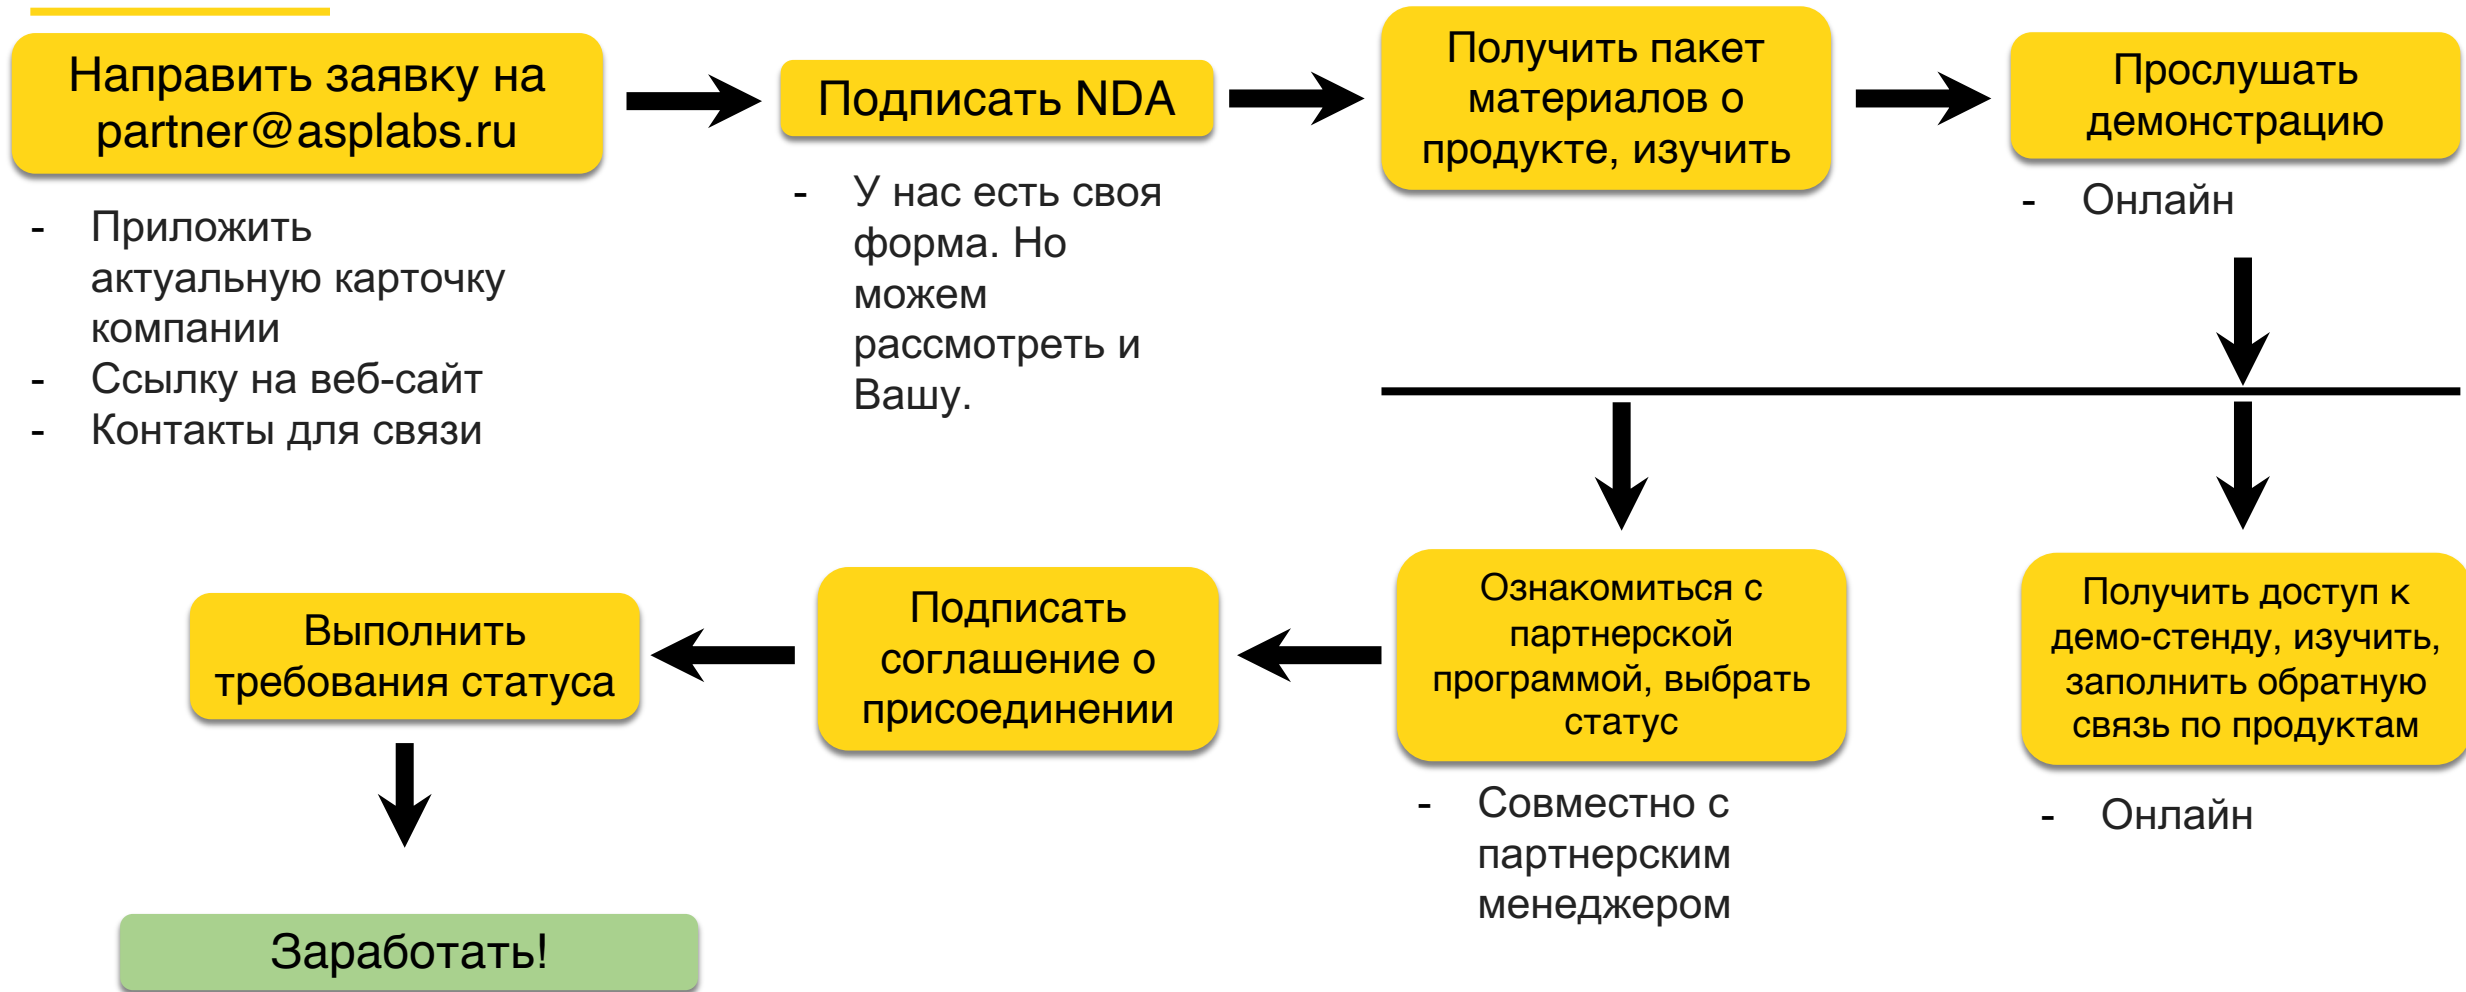 Направить заявку на
partner@asplabs.ru
- Приложить
актуальную карточку
компании
- Ссылку на веб-сайт
- Контакты для связи
Подписать NDA
- У нас есть своя
форма. Но
можем
рассмотреть и
Вашу.
Получить пакет
материалов о
продукте, изучить
Прослушать
демонстрацию
- Онлайн
Получить доступ к
демо-стенду, изучить,
заполнить обратную
связь по продуктам
- Онлайн
Ознакомиться с
партнерской
программой, выбрать
статус
- Совместно с
партнерским
менеджером
Подписать
соглашение о
присоединении
Выполнить
требования статуса
Заработать!